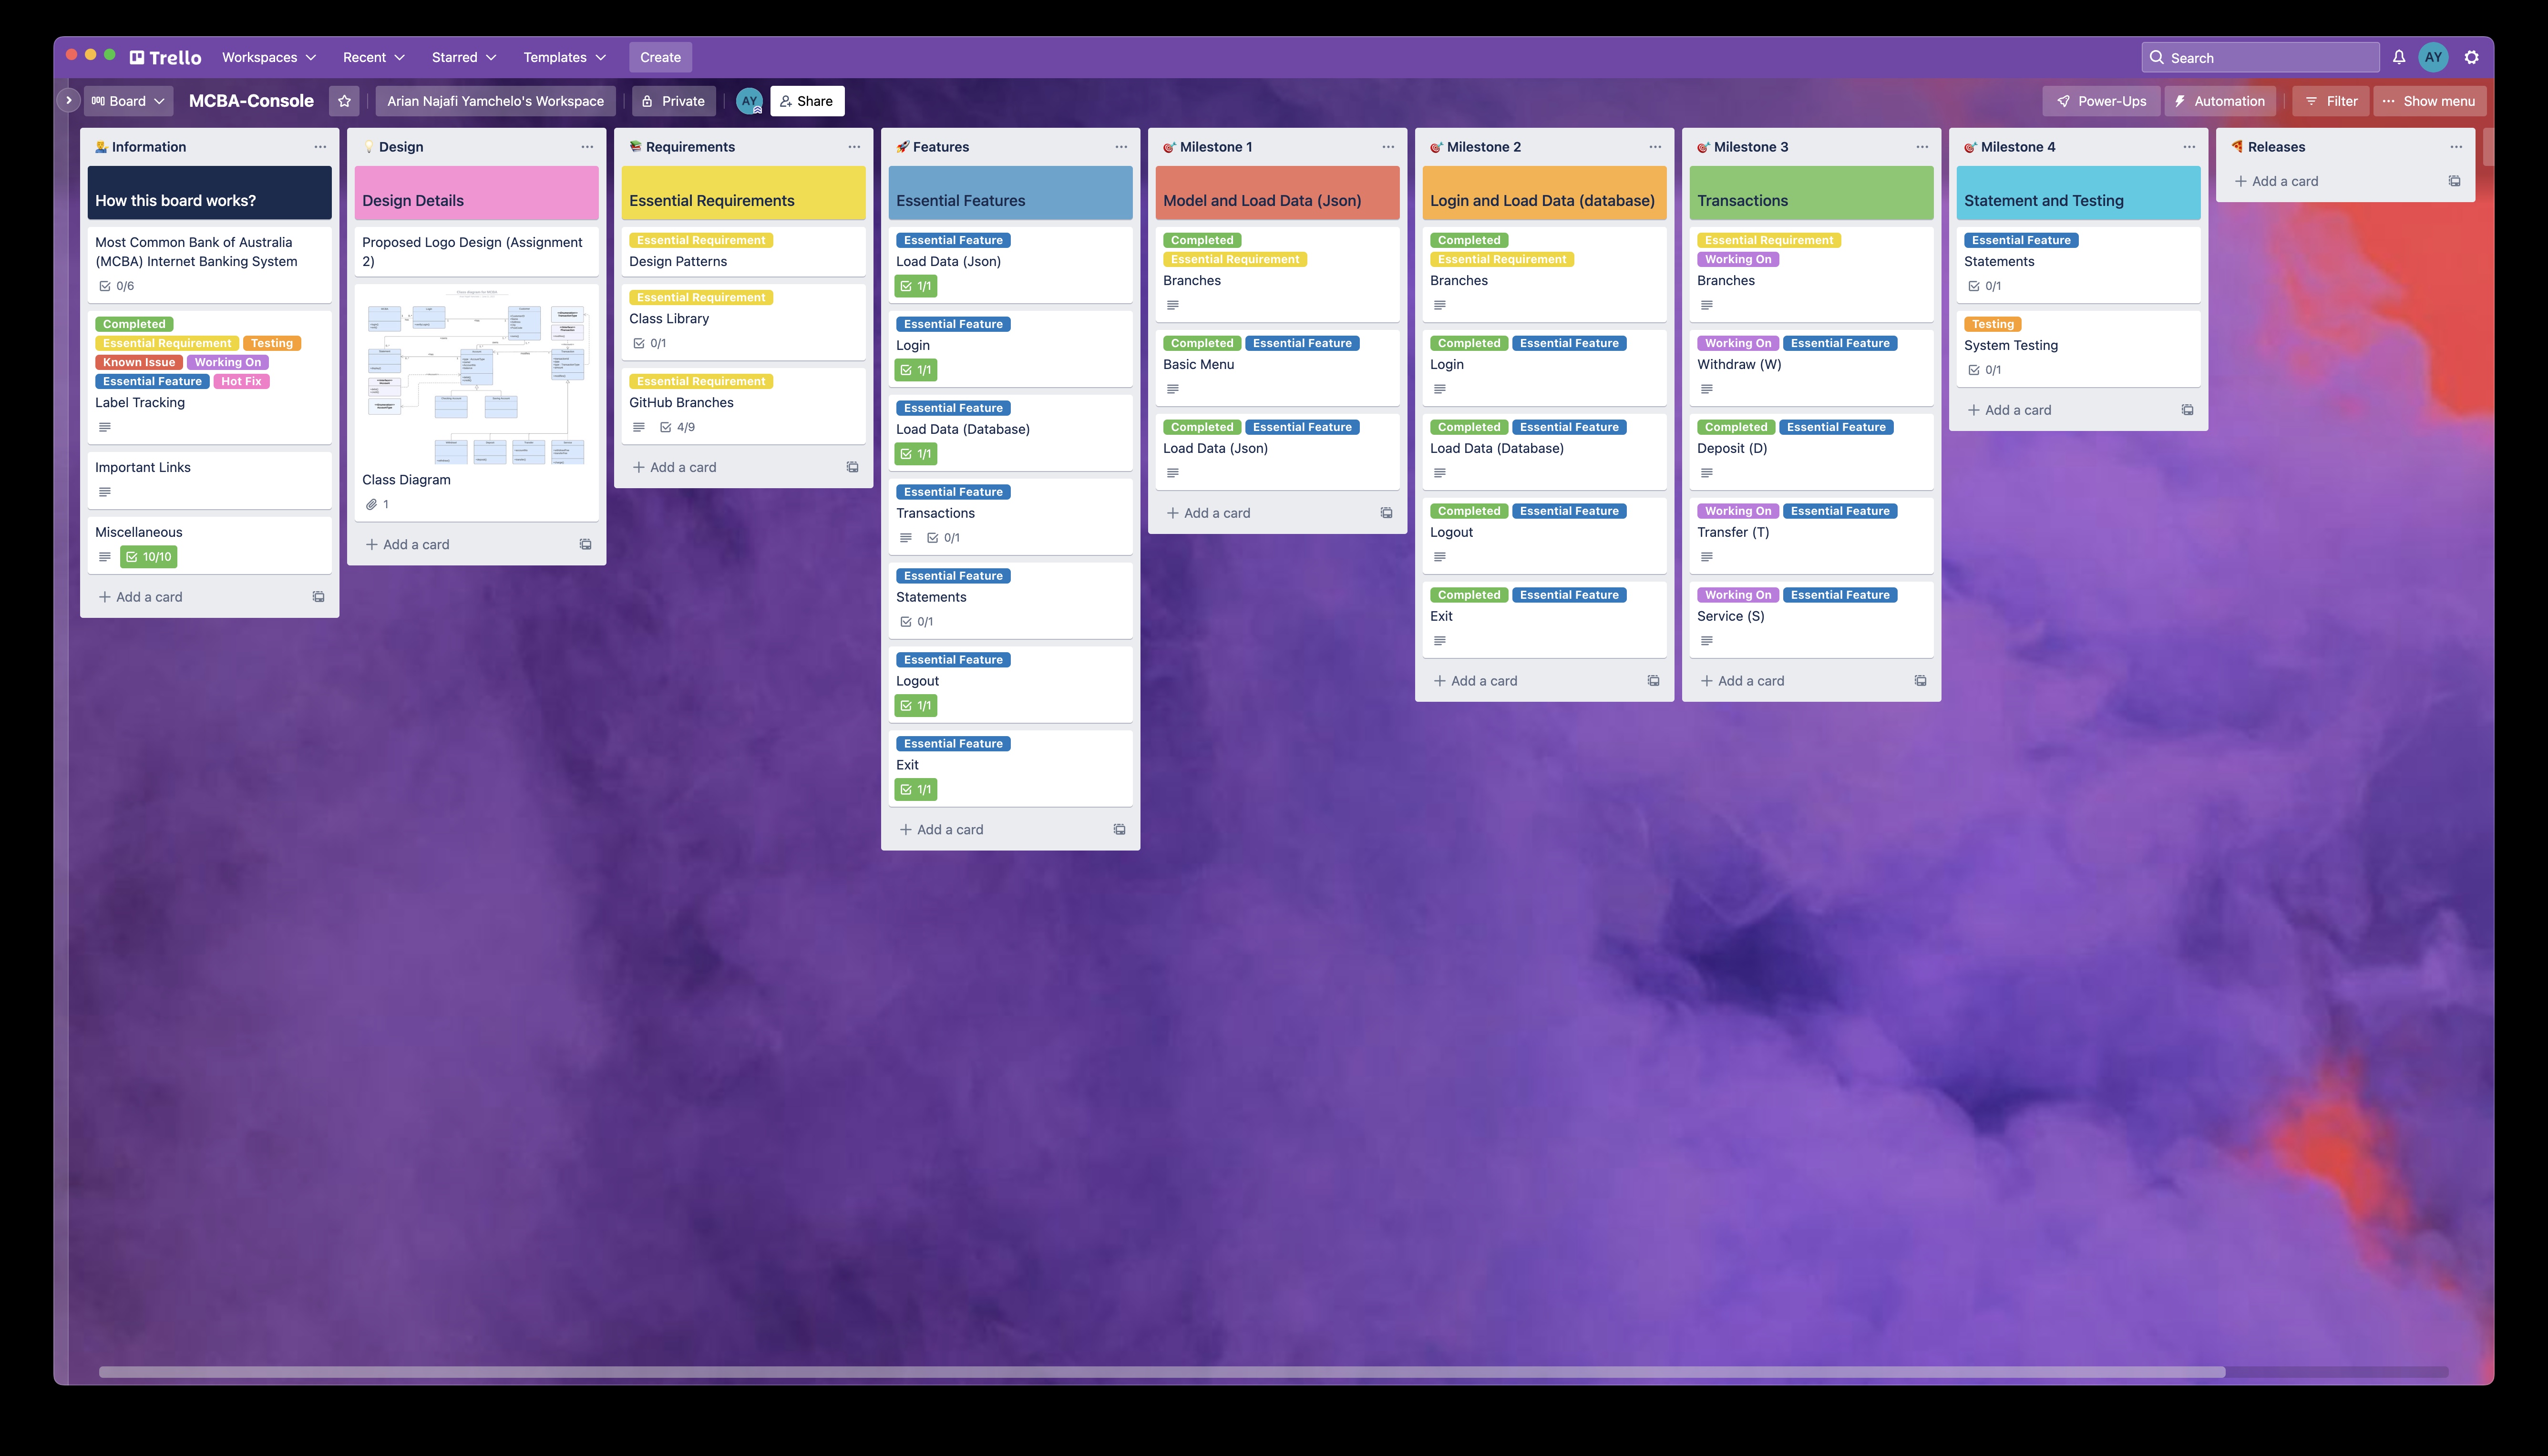 Trello
Workspaces
Recent
Starred
Templates
Create
Search
AY
Board
MCBA-Console
Arian Najafi Yamchelo's Workspace
Private
AY
Share
Power-Ups
Automation
Filter
Show menu
Information
How this board works?
Most Common Bank of Australia
(MCBA) Internet Banking System
0/6
Completed
Essential Requirement Testing
Known Issue Working On
Essential Feature Hot Fix
Label Tracking
Important Links
Miscellaneous
10/10
+ Add a card
Design
Design Details
Proposed Logo Design (Assignment
2)
Class Diagram
1
+ Add a card
Requirements
Essential Requirements
Essential Requirement
Design Patterns
Essential Requirement
Class Library
0/1
Essential Requirement
GitHub Branches
4/9
+ Add a card
Features
Essential Features
Essential Feature
Load Data (Json)
1/1
Essential Feature
Login
1/1
Essential Feature
Load Data (Database)
1/1
Essential Feature
Transactions
0/1
Essential Feature
Statements
0/1
Essential Feature
Logout
1/1
Essential Feature
Exit
1/1
+ Add a card
Milestone 1
Model and Load Data (Json)
Completed
Essential Requirement
Branches
Completed Essential Feature
Basic Menu
Completed Essential Feature
Load Data (Json)
+ Add a card
Milestone 2
Login and Load Data (database)
Completed
Essential Requirement
Branches
Completed Essential Feature
Login
Completed Essential Feature
Load Data (Database)
Completed Essential Feature
Logout
Completed Essential Feature
Exit
+ Add a card
Milestone 3
Transactions
Essential Requirement
Working On
Branches
Working On Essential Feature
Withdraw (W)
Completed Essential Feature
Deposit (D)
Working On Essential Feature
Transfer (T)
Working On Essential Feature
Service (S)
+ Add a card
Milestone 4
Statement and Testing
Essential Feature
Statements
0/1
Testing
System Testing
0/1
+ Add a card
Releases
+ Add a card